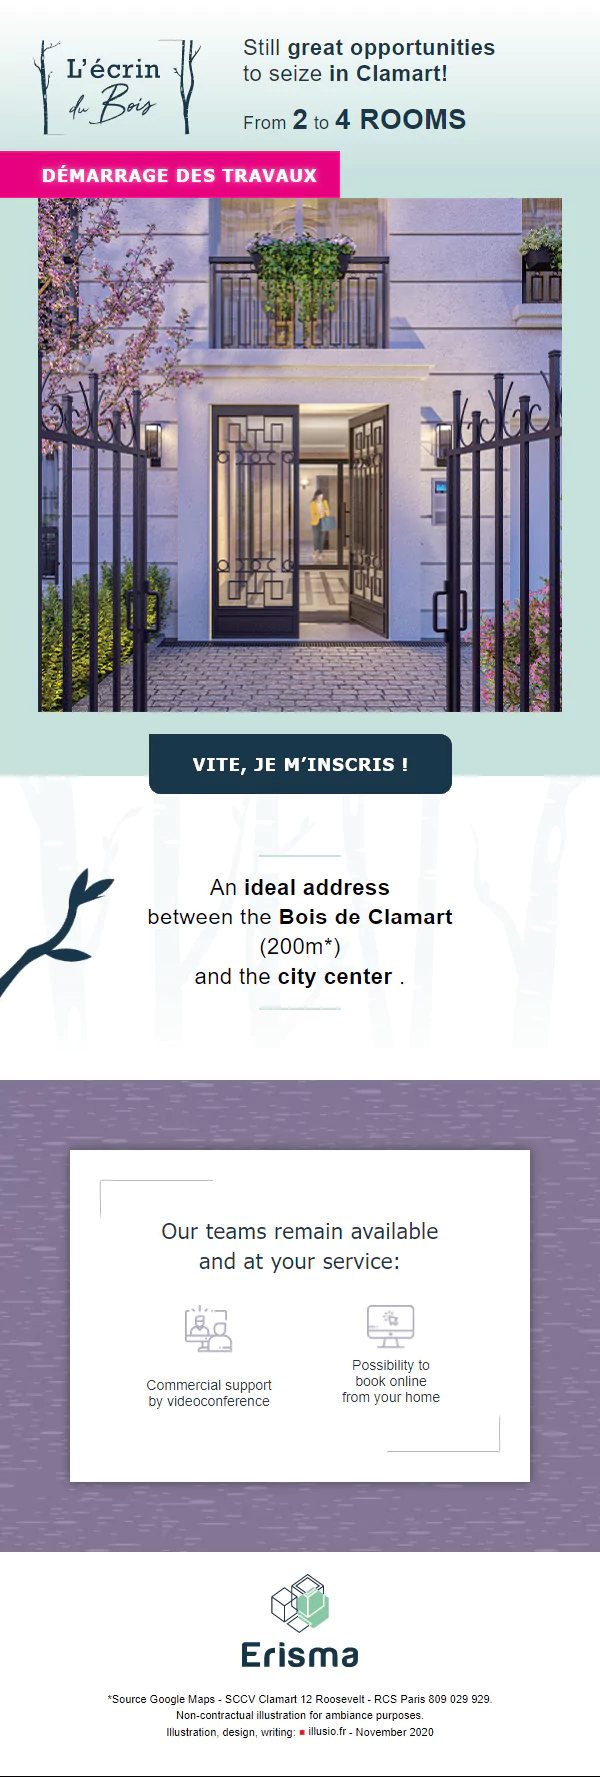 L'écrin
du Bois
Still great opportunities
to seize in Clamart!
From 2 to 4 ROOMS
DÉMARRAGE DES TRAVAUX
VITE, JE M'INSCRIS !
An ideal address
between the Bois de Clamart
(200m*)
and the city center .
Our teams remain available
and at your service:
Commercial support
by videoconference
Possibility to
book online
from your home
Erisma
*Source Google Maps - SCCV Clamart 12 Roosevelt - RCS Paris 809 029 929.
Non-contractual illustration for ambiance purposes.
Illustration, design, writing: illusio.fr - November 2020